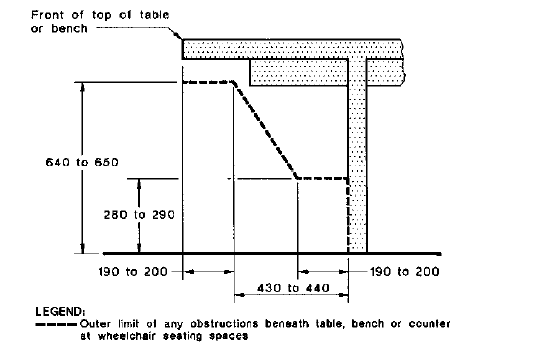 Front of top of table
or bench
640 to 650
280 to 290
190 to 200
190 to 200
430 to 440
LEGEND:
Outer limit of any obstructions beneath table, bench or counter
at wheelchair seating spaces